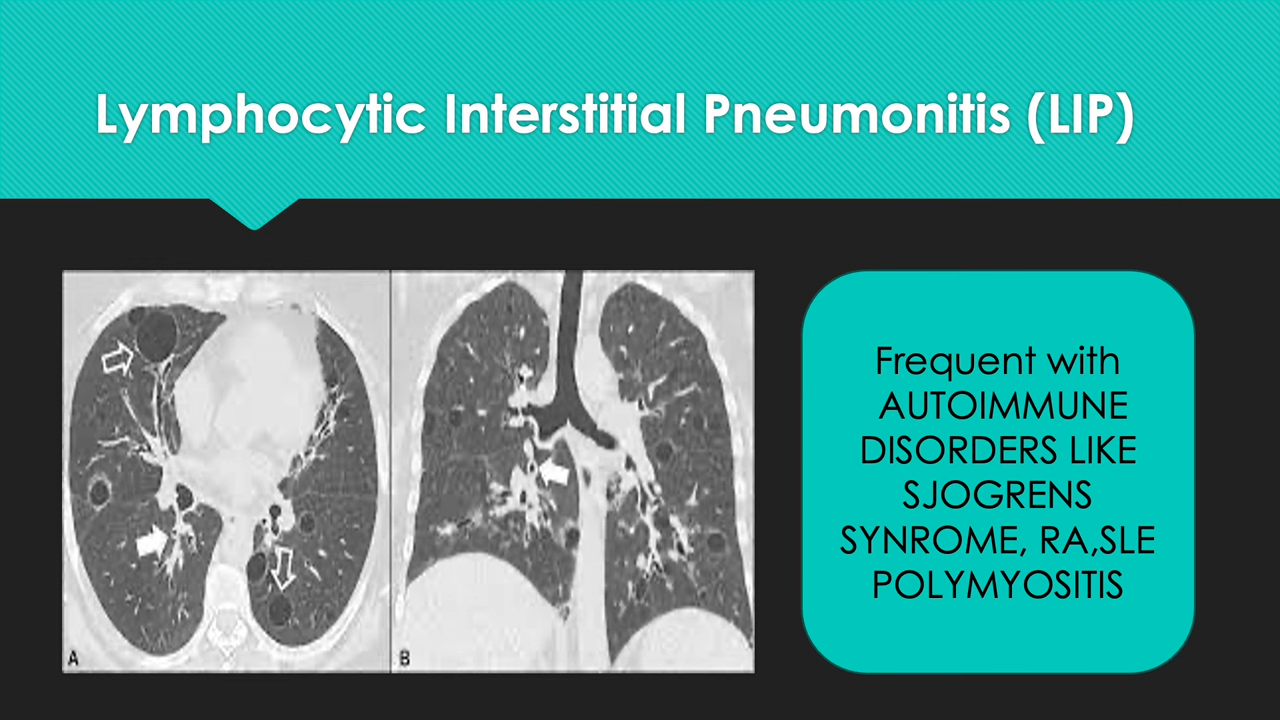 Lymphocytic Interstitial Pneumonitis (LIP)
A
B
Frequent with
AUTOIMMUNE
DISORDERS LIKE
SJOGRENS
SYNROME, RA,SLE
POLYMYOSITIS